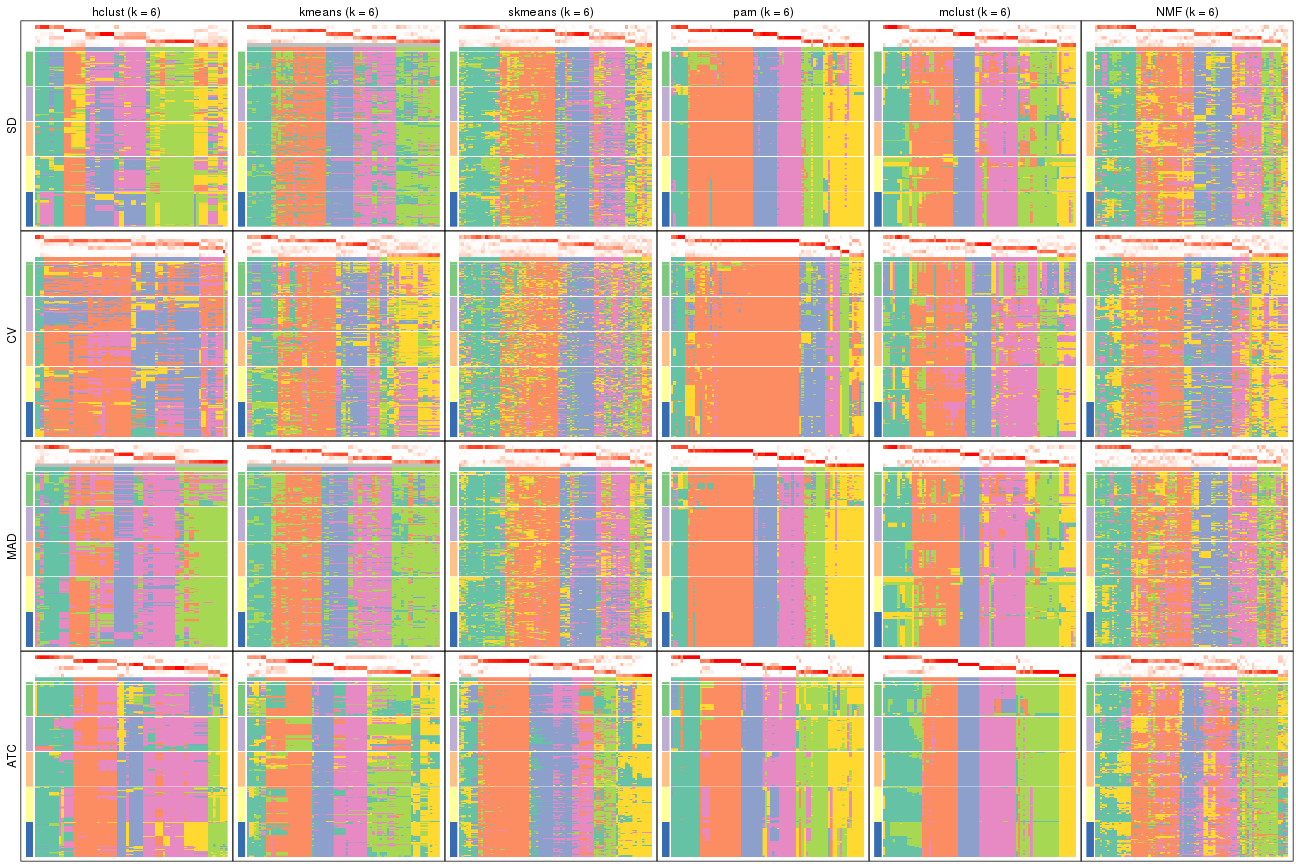 hclust (k = 6) kmeans (k = 6) skmeans (k = 6) pam (k = 6) mclust (k = 6) NMF (k = 6)
SD
CV
MAD
ATC